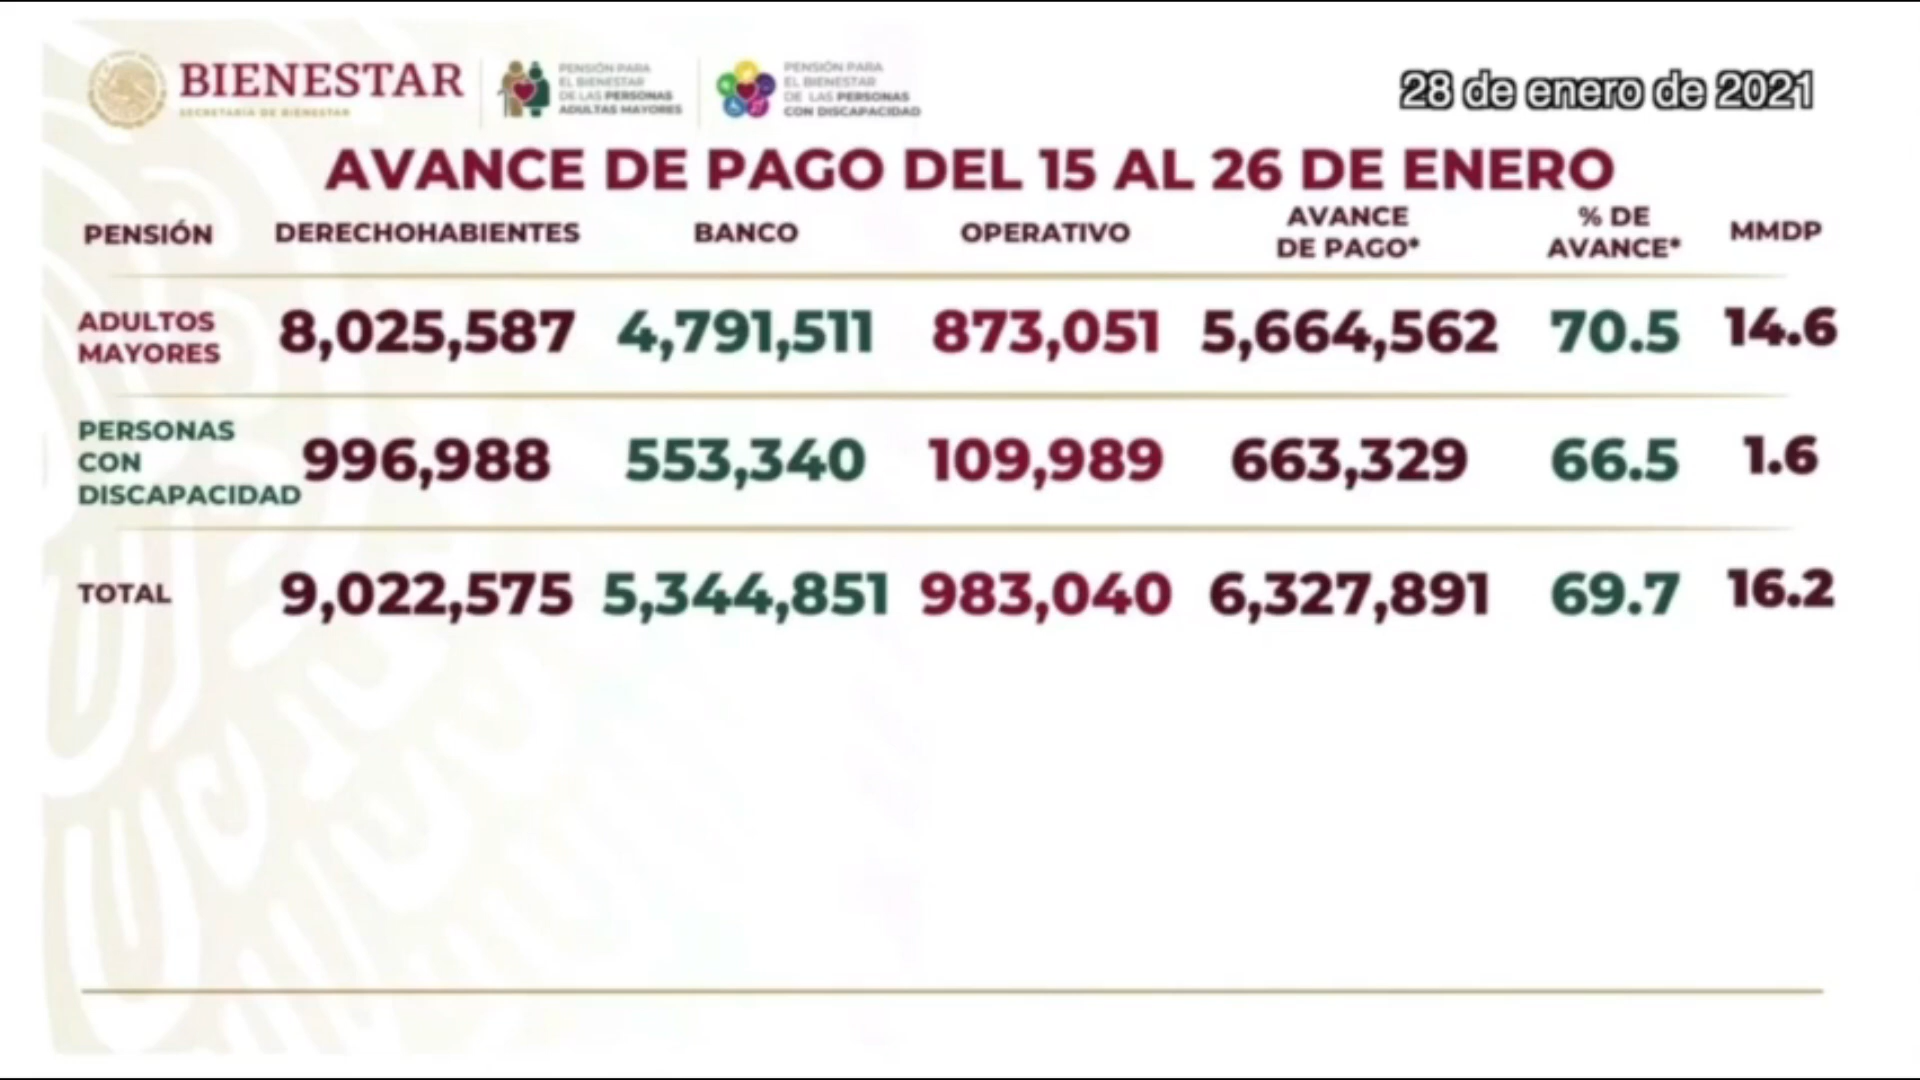 BIENESTAR
SECRETARÍA DE BIENESTAR
PENSIÓN PARA
EL BIENESTAR
DE LAS PERSONAS
ADULTAS MAYORES
PENSIÓN PARA
EL BIENESTAR
DE LAS PERSONAS
CON DISCAPACIDAD
28 de enero de 2021
AVANCE DE PAGO DEL 15 AL 26 DE ENERO
PENSIÓN DERECHOHABIENTES BANCO OPERATIVO AVANCE DE PAGO* % DE AVANCE* MMDP
ADULTOS
MAYORES
8,025,587 4,791,511 873,051 5,664,562 70.5 14.6
PERSONAS
CON
DISCAPACIDAD
996,988 553,340 109,989 663,329 66.5 1.6
TOTAL 9,022,575 5,344,851 983,040 6,327,891 69.7 16.2